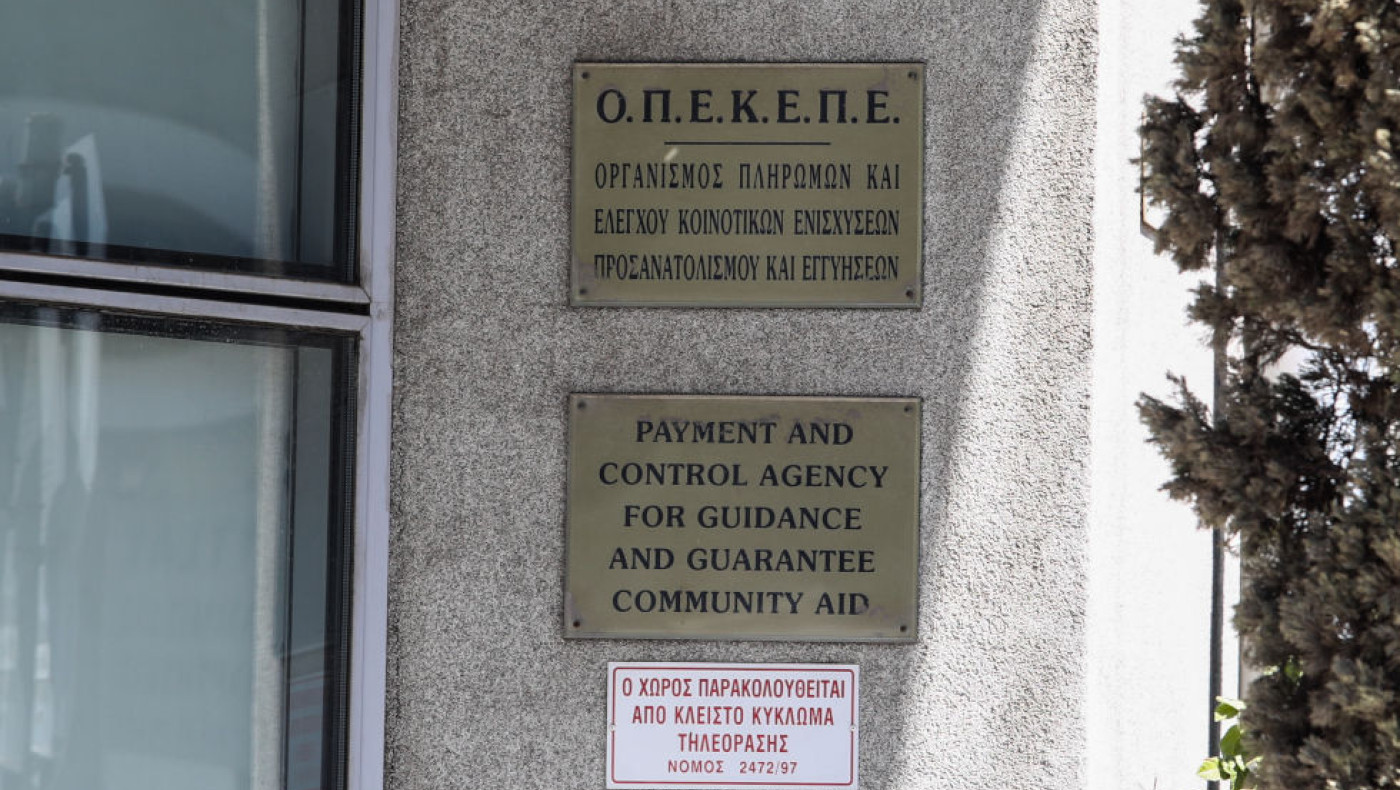 Ο.Π.Ε.Κ.Ε.Π.Ε.
ΟΡΓΑΝΙΣΜΟΣ ΠΛΗΡΩΜΩΝ ΚΑΙ
ΕΛΕΓΧΟΥ ΚΟΙΝΟΤΙΚΩΝ ΕΝΙΣΧΥΣΕΩΝ
ΠΡΟΣΑΝΑΤΟΛΙΣΜΟΥ ΚΑΙ ΕΓΓΥΗΣΕΩΝ
PAYMENT AND
CONTROL AGENCY
FOR GUIDANCE
AND GUARANTEE
COMMUNITY AID
Ο ΧΩΡΟΣ ΠΑΡΑΚΟΛΟΥΘΕΙΤΑΙ
ΑΠΟ ΚΛΕΙΣΤΟ ΚΥΚΛΩΜΑ
ΤΗΛΕΟΡΑΣΗΣ
ΝΟΜΟΣ 2472/97